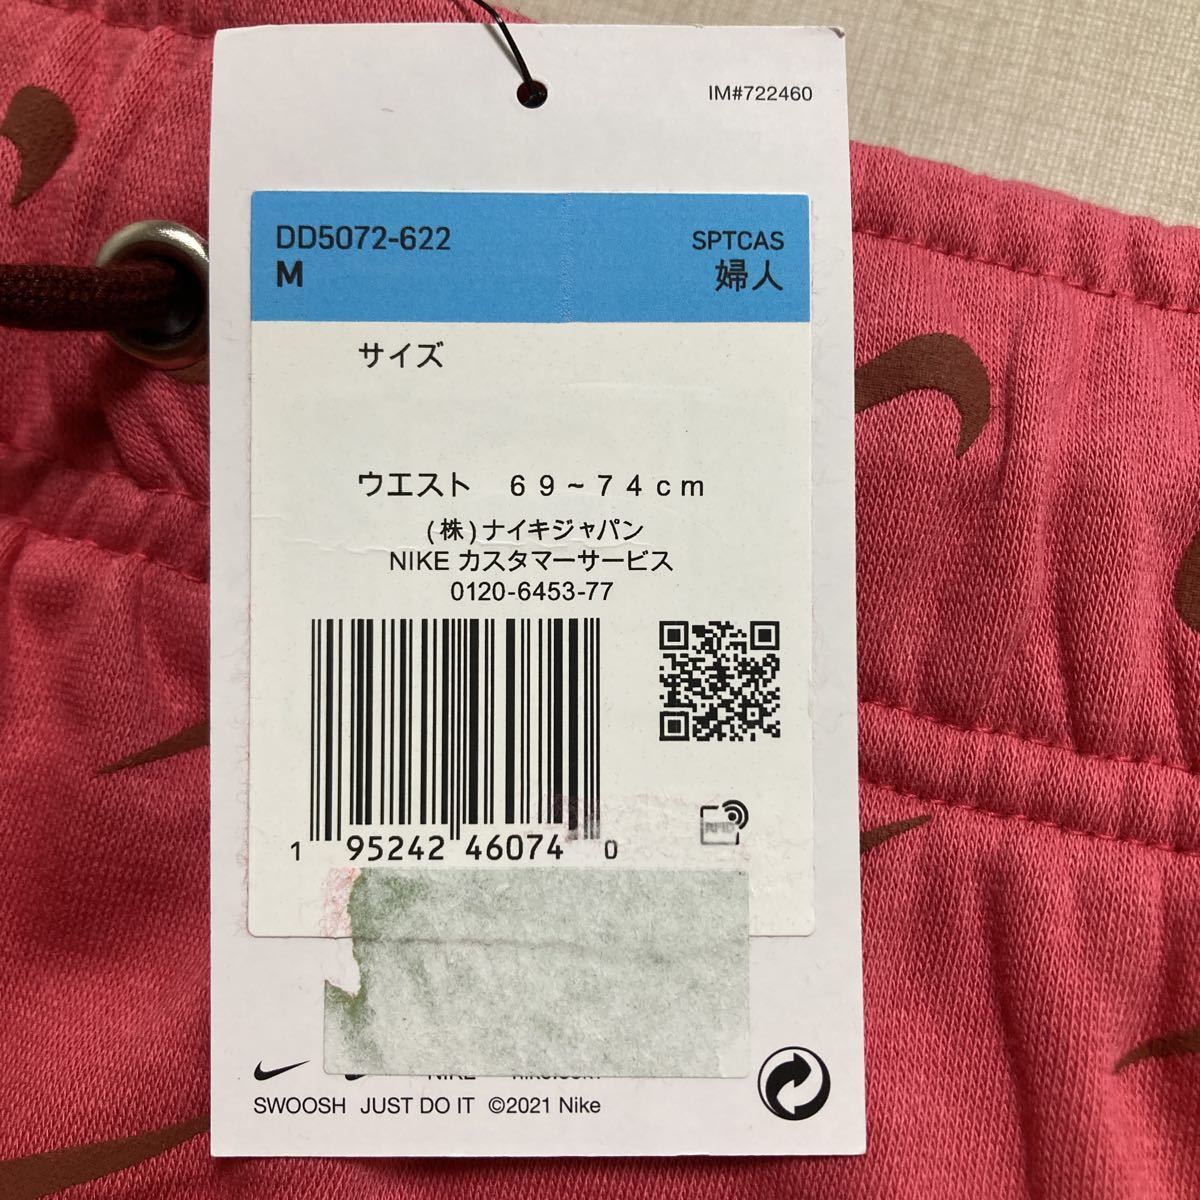 IM#722460
DD5072-622
SPTCAS
M
婦人
サイズ
ウエスト 69~74cm
(株)ナイキジャパン
NIKE カスタマーサービス
0120-6453-77
1 95242 46074 0
RFID
SWOOSH JUST DO IT ©2021 Nike